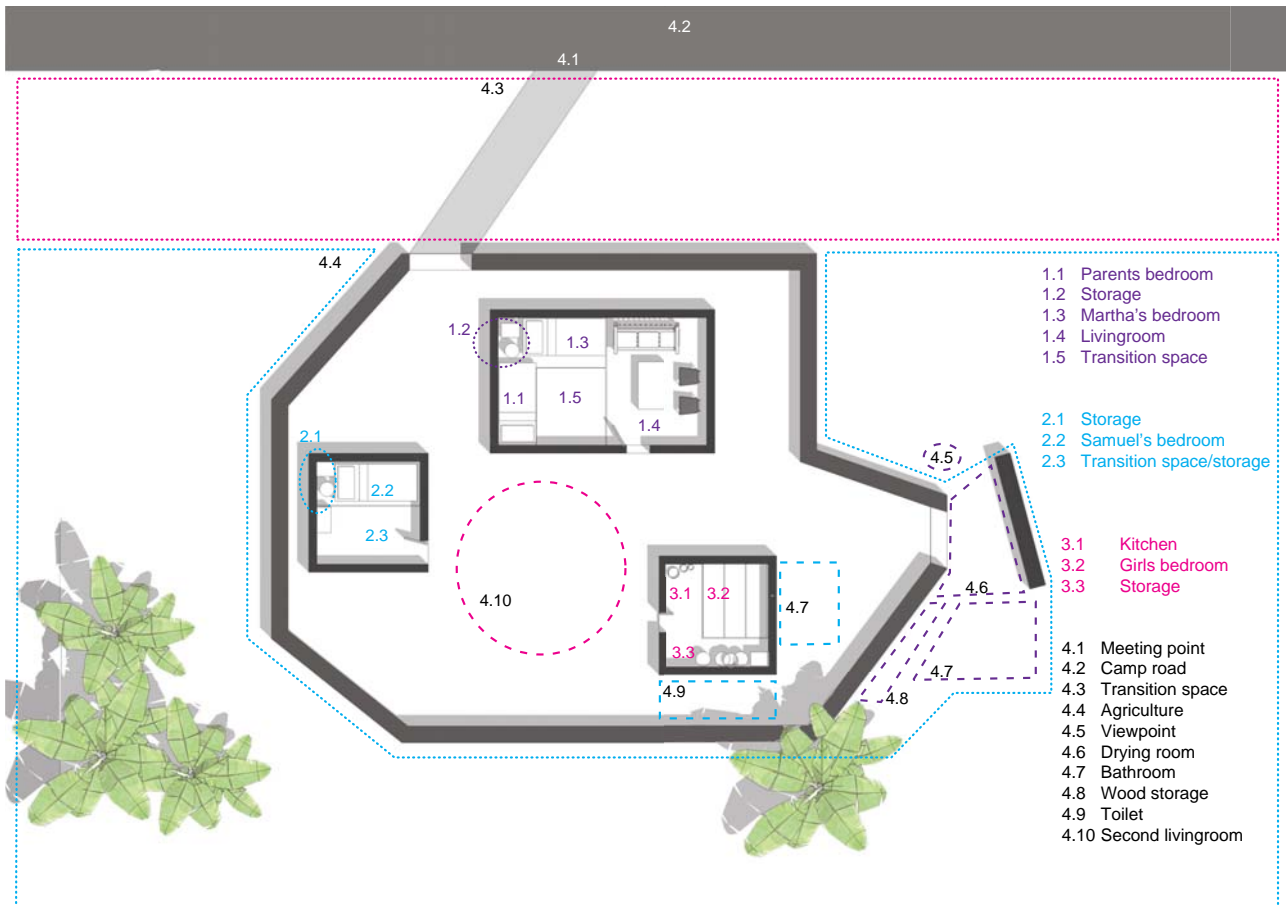 4.2
4.1
4.3
4.4
1.2
1.3
1.1
1.5
1.4
2.1
2.2
2.3
4.5
3.1
3.2
3.3
4.7
4.6
4.10
4.9
4.7
4.8
1.1 Parents bedroom
1.2 Storage
1.3 Martha's bedroom
1.4 Livingroom
1.5 Transition space
2.1 Storage
2.2 Samuel's bedroom
2.3 Transition space/storage
3.1 Kitchen
3.2 Girls bedroom
3.3 Storage
4.1 Meeting point
4.2 Camp road
4.3 Transition space
4.4 Agriculture
4.5 Viewpoint
4.6 Drying room
4.7 Bathroom
4.8 Wood storage
4.9 Toilet
4.10 Second livingroom